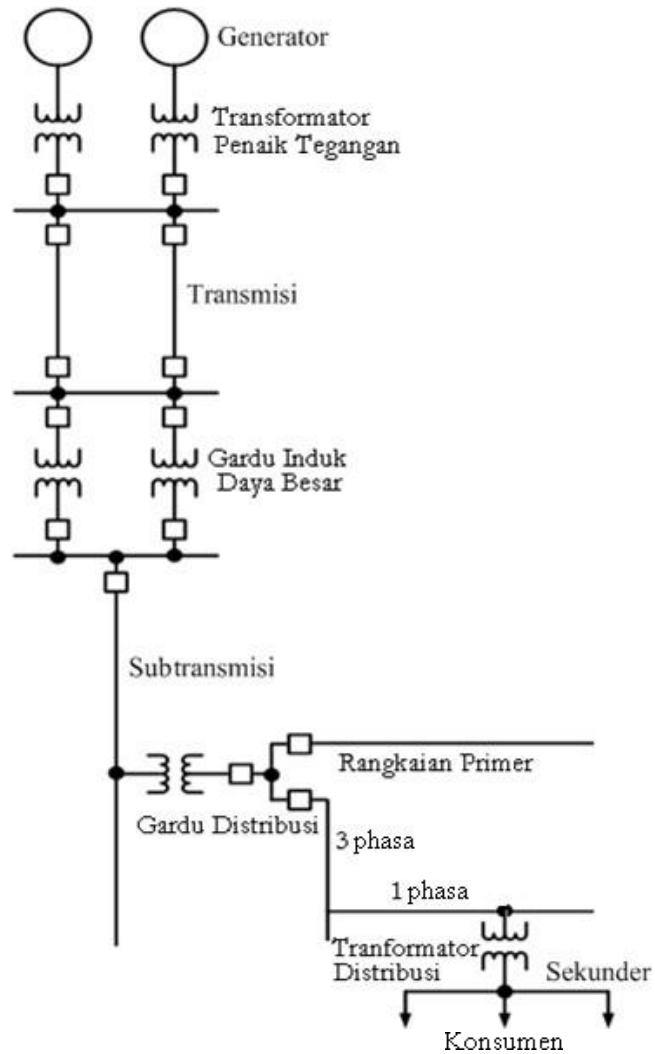 Generator
Transformator
Penaik Tegangan
Transmisi
Gardu Induk
Daya Besar
Subtransmisi
Rangkaian Primer
Gardu Distribusi
3 phasa
1 phasa
Tranformator
Distribusi
Sekunder
Konsumen